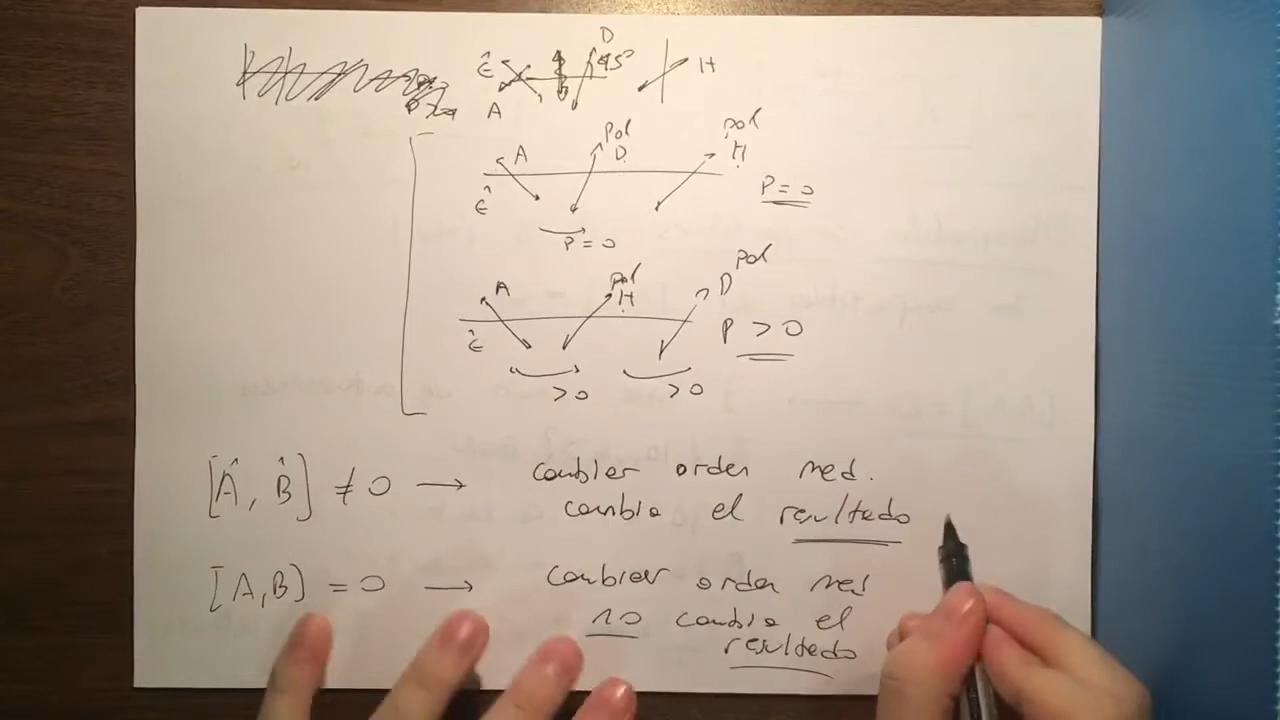 D
ε̂ 45° H
A
A pol D pol H
ε̂ P = 0
P = 0
A pol H pol D
ε̂ P > 0
> 0 > 0
[Â, B̂] ≠ 0 → cambiar orden med.
cambia el resultado
[A, B] = 0 → cambiar orden med
no cambia el
resultado